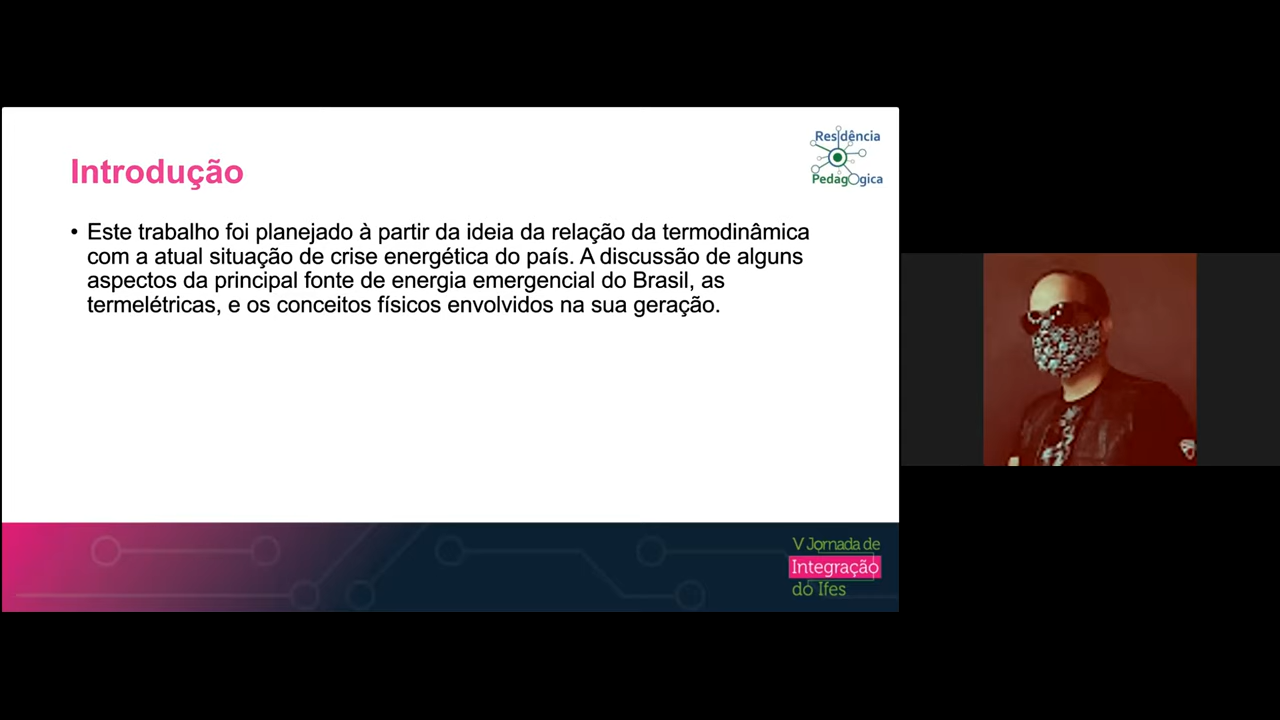 Residência
Pedagógica
Introdução
• Este trabalho foi planejado à partir da ideia da relação da termodinâmica
com a atual situação de crise energética do país. A discussão de alguns
aspectos da principal fonte de energia emergencial do Brasil, as
termelétricas, e os conceitos físicos envolvidos na sua geração.
V Jornada de
Integração
do Ifes